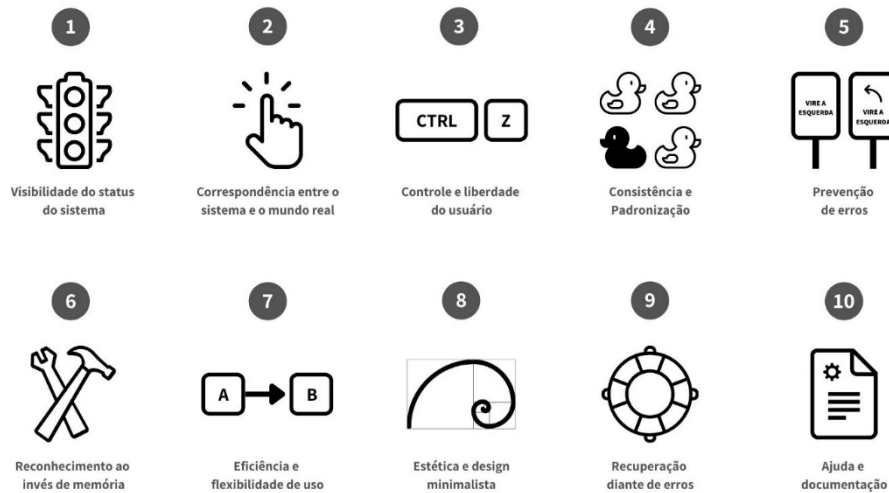 1
2
3
4
5
CTRL
Z
VIRE A
ESQUERDA
VIRE A
ESQUERDA
Visibilidade do status
do sistema
Correspondência entre o
sistema e o mundo real
Controle e liberdade
do usuário
Consistência e
Padronização
Prevenção
de erros
6
7
8
9
10
A
B
Reconhecimento ao
invés de memória
Eficiência e
flexibilidade de uso
Estética e design
minimalista
Recuperação
diante de erros
Ajuda e
documentação